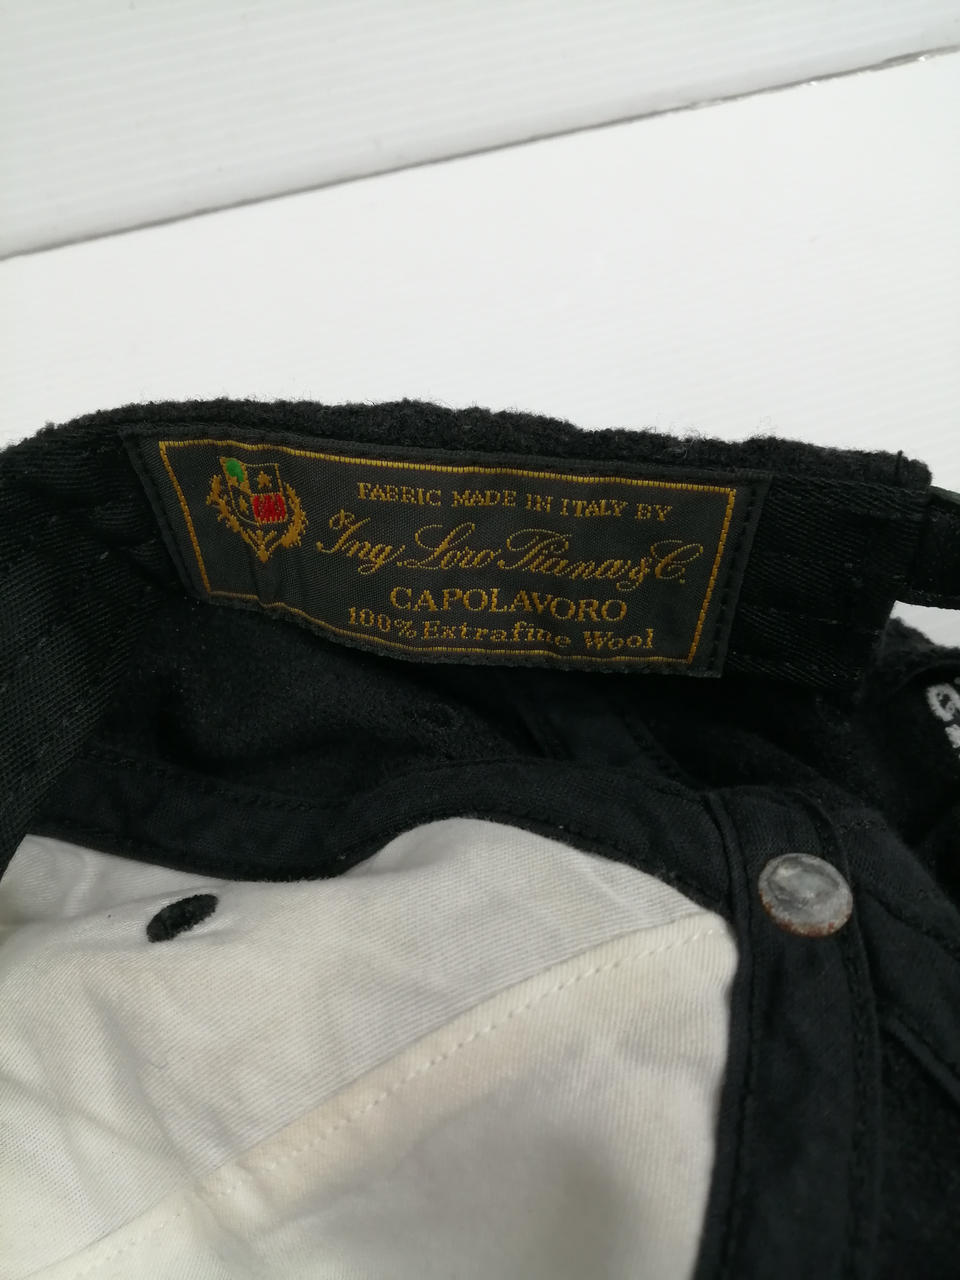 FABRIC MADE IN ITALY BY
Ing. Loro Piana & C.
CAPOLAVORO
100% Extrafine Wool